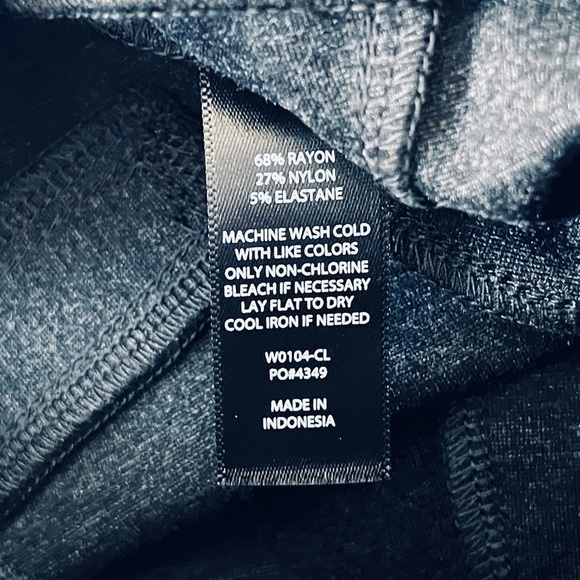 68% RAYON
27% NYLON
5% ELASTANE
MACHINE WASH COLD
WITH LIKE COLORS
ONLY NON-CHLORINE
BLEACH IF NECESSARY
LAY FLAT TO DRY
COOL IRON IF NEEDED
W0104-CL
PO#4349
MADE IN
INDONESIA